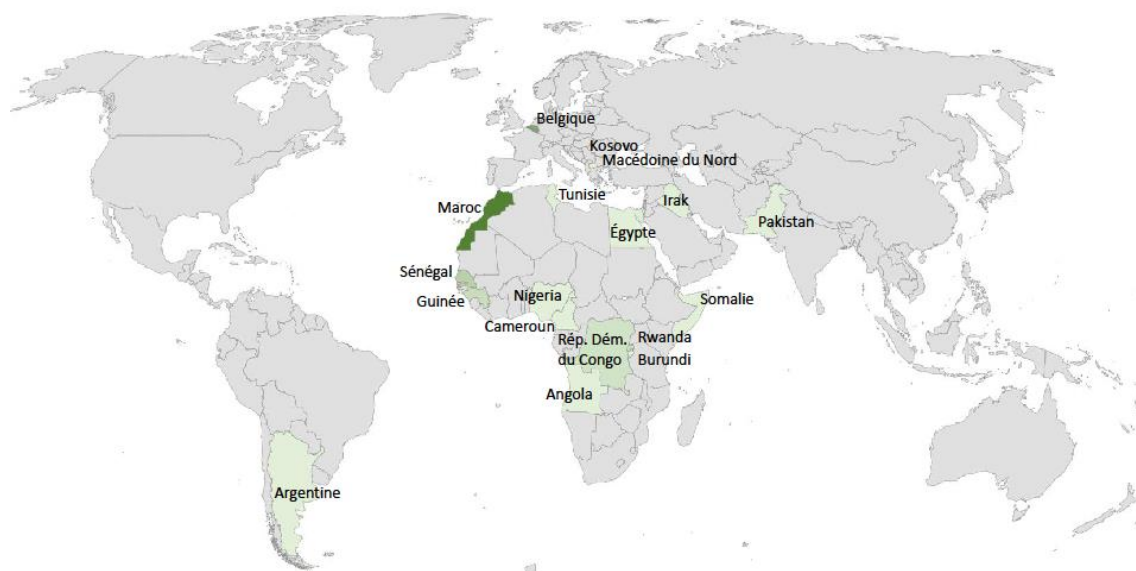 Belgique
Kosovo
Macédoine du Nord
Tunisie
Irak
Maroc
Pakistan
Égypte
Sénégal
Guinée
Nigeria
Somalie
Cameroun
Rép. Dém.
du Congo
Rwanda
Burundi
Angola
Argentine